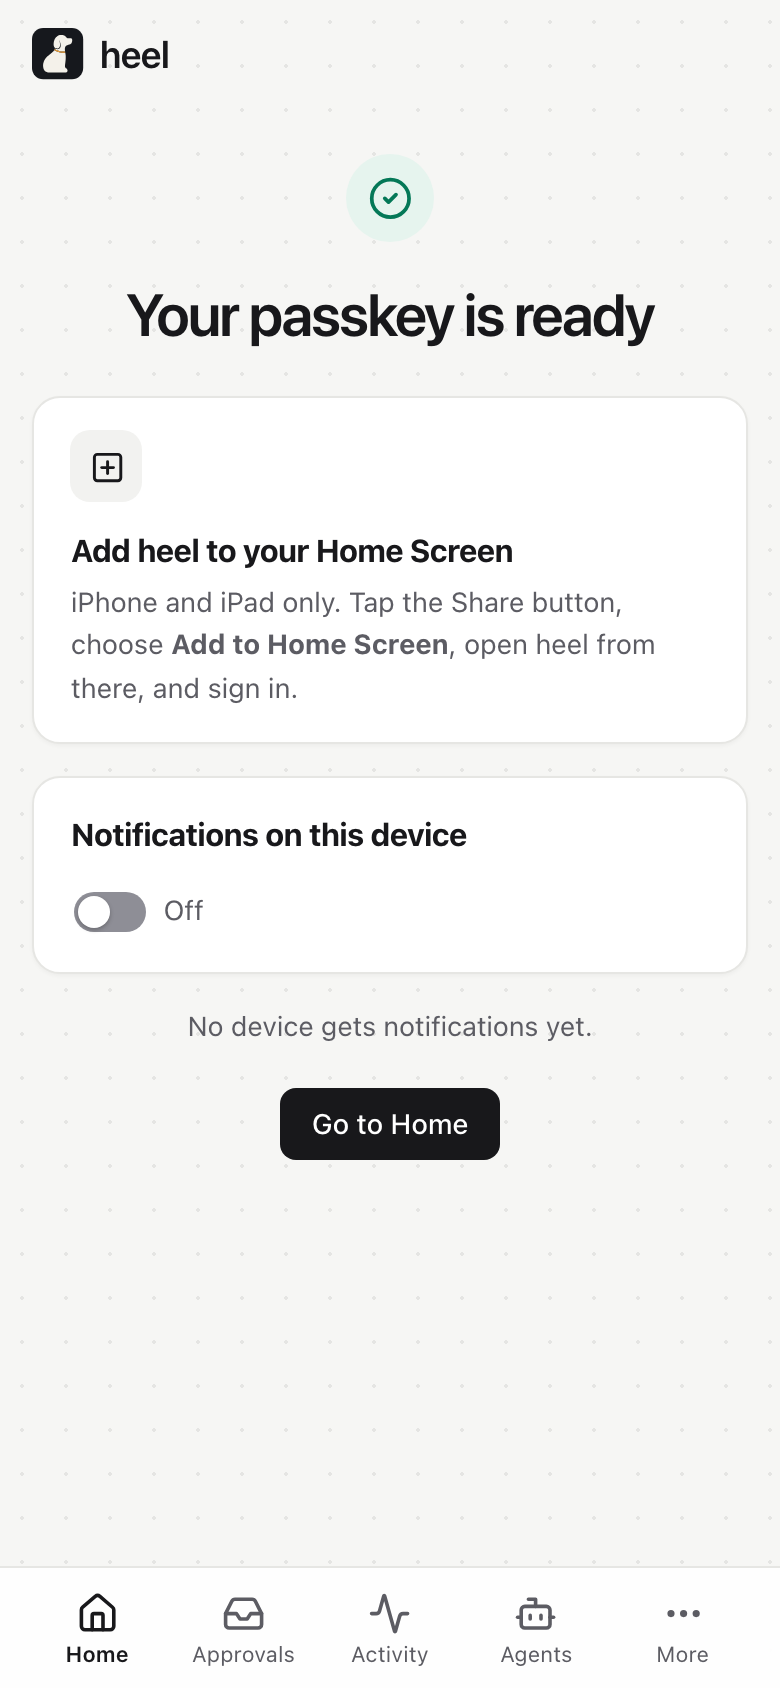 heel
Your passkey is ready
Add heel to your Home Screen
iPhone and iPad only. Tap the Share button,
choose Add to Home Screen, open heel from
there, and sign in.
Notifications on this device
Off
No device gets notifications yet.
Go to Home
Home
Approvals
Activity
Agents
More